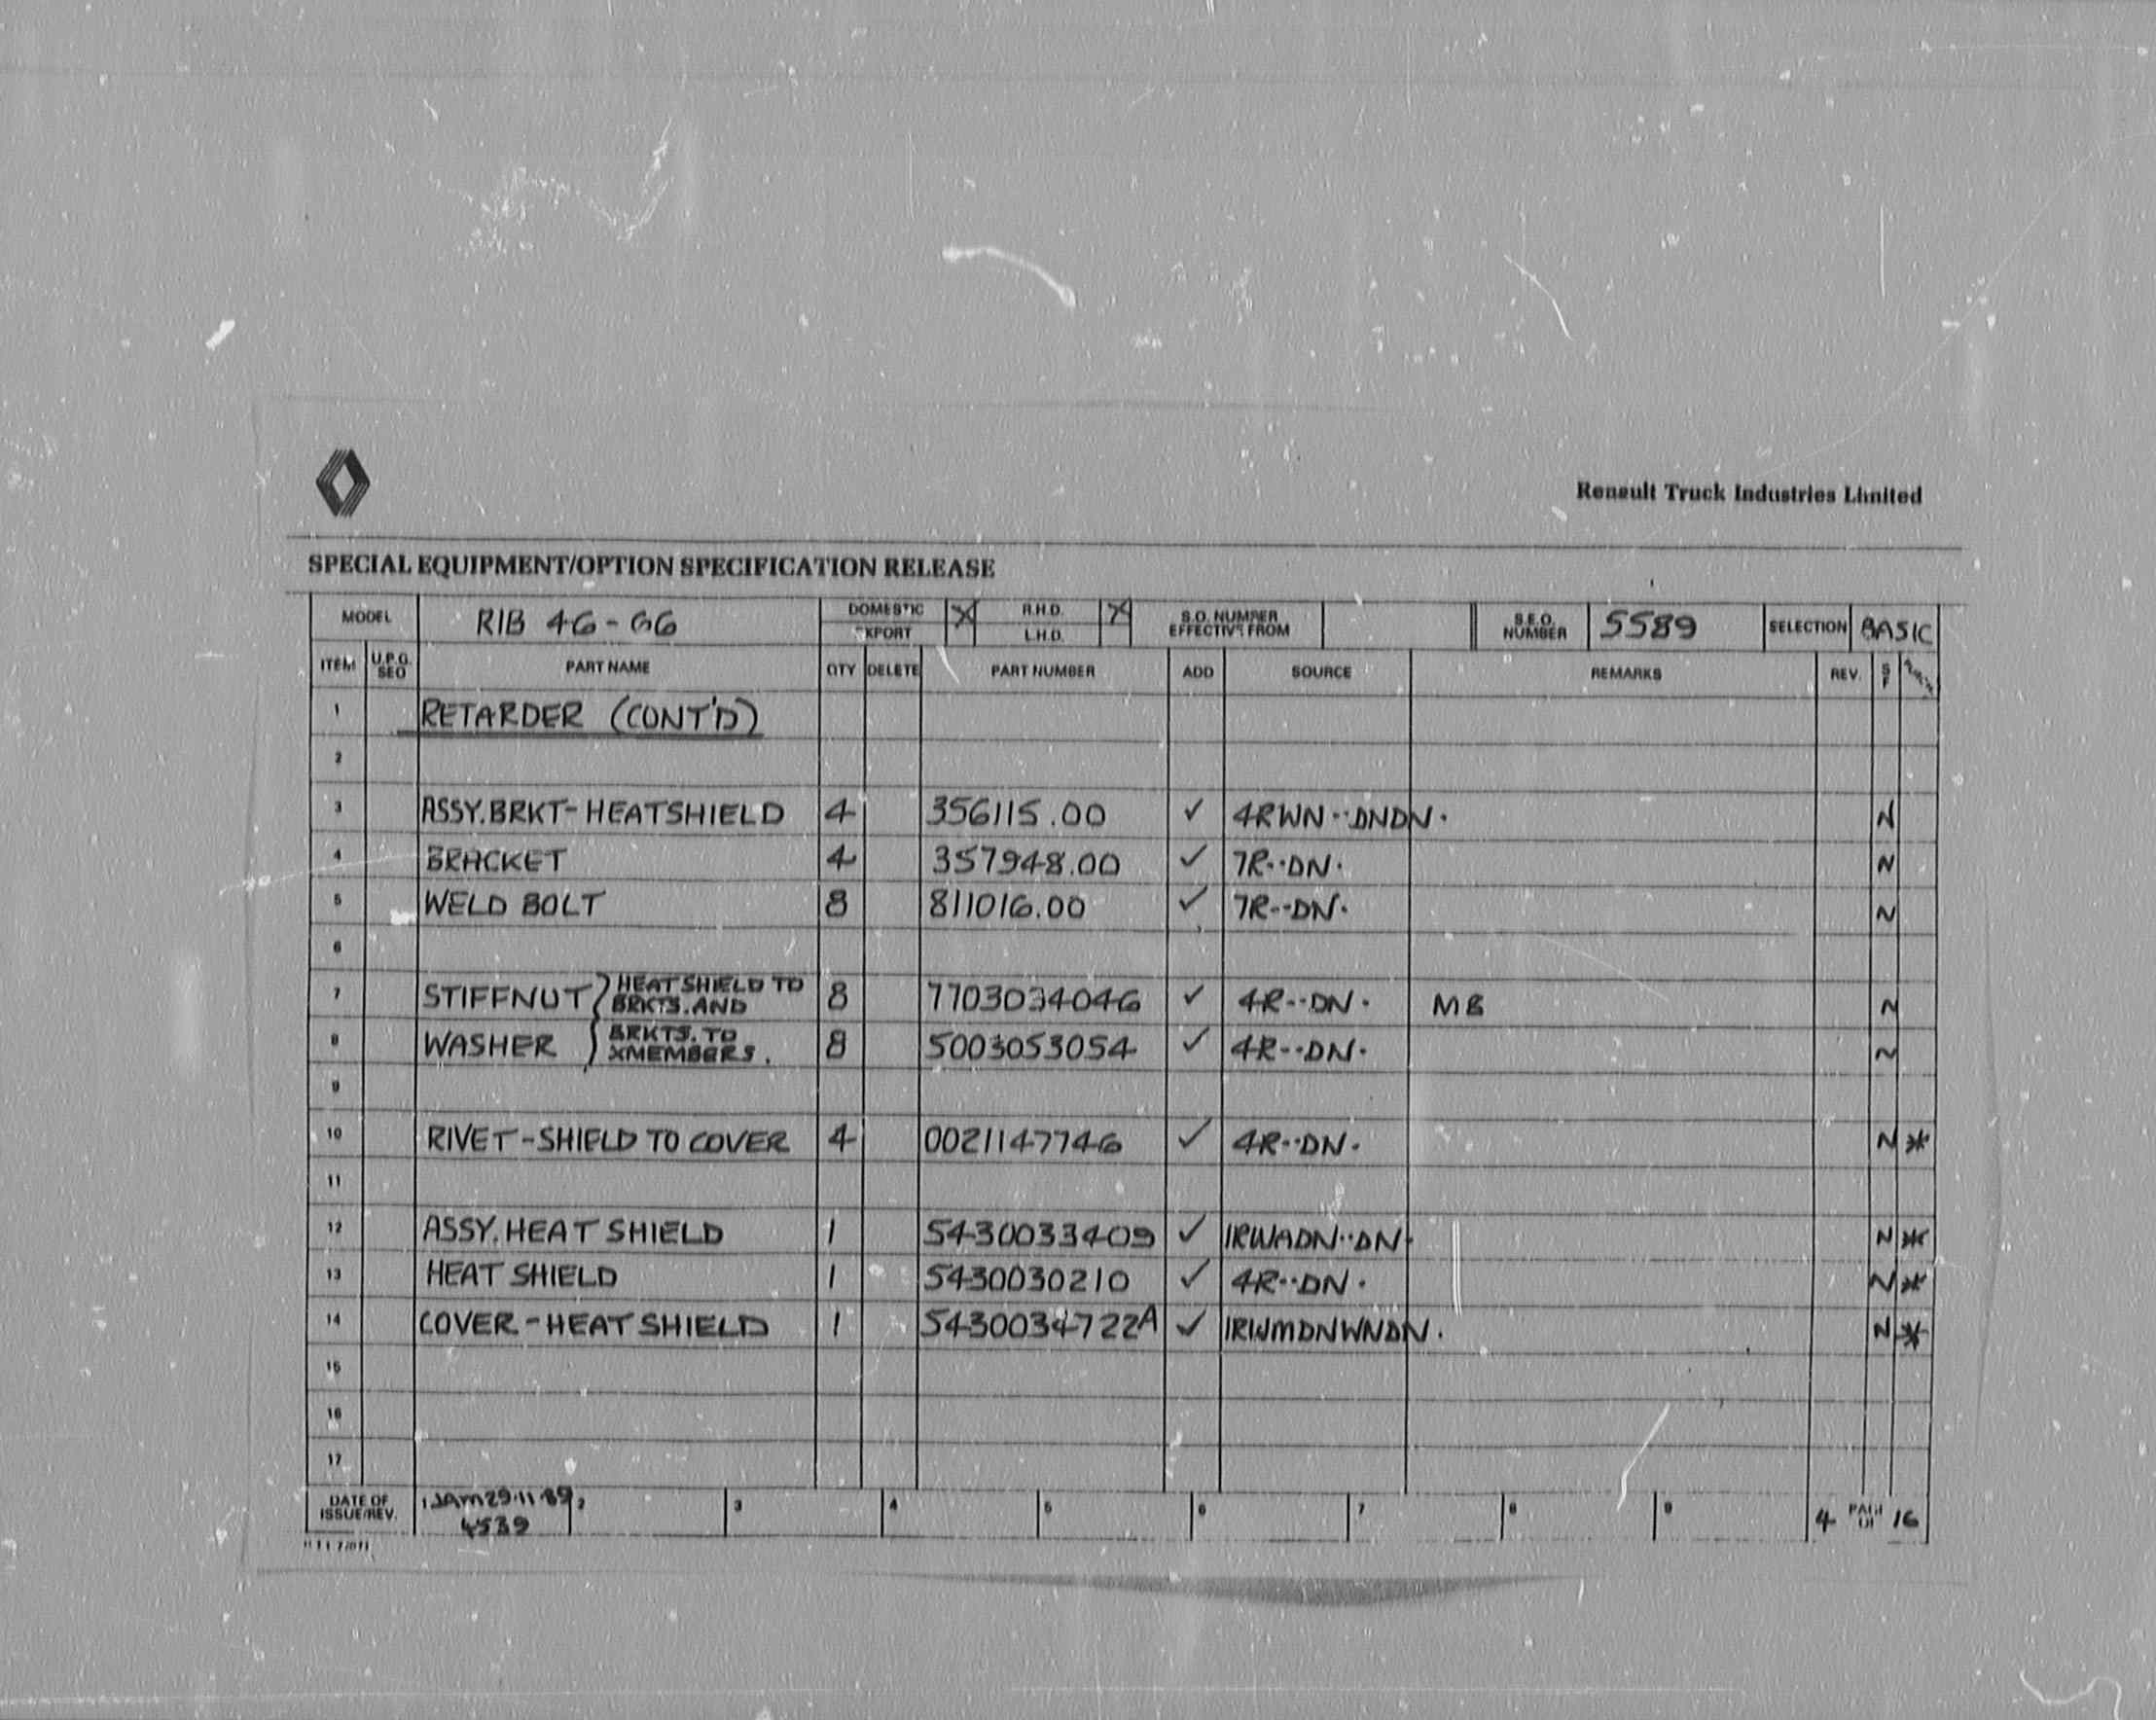 Renault Truck Industries Limited
SPECIAL EQUIPMENT/OPTION SPECIFICATION RELEASE
MODEL RIB 46-66 DOMESTIC X R.H.D. X S.O. NUMBER EFFECTIVE FROM S.E.O. NUMBER 5589 SELECTION BASIC
EXPORT L.H.D.
ITEM U.P.G. SEQ PART NAME QTY DELETE PART NUMBER ADD SOURCE REMARKS REV. S F
1 RETARDER (CONT'D)
2
3 ASSY.BRKT-HEATSHIELD 4 356115.00 ✓ 4RWN··DNDN· N
4 BRACKET 4 357948.00 ✓ 7R··DN· N
5 WELD BOLT 8 811016.00 ✓ 7R··DN· N
6
7 STIFFNUT } HEATSHIELD TO BRKTS. AND 8 7703034046 ✓ 4R··DN· M8 N
8 WASHER } BRKTS. TO XMEMBERS. 8 5003053054 ✓ 4R··DN· N
9
10 RIVET-SHIELD TO COVER 4 0021147746 ✓ 4R··DN· N *
11
12 ASSY.HEAT SHIELD 1 5430033409 ✓ 1RWADN··DN· N *
13 HEAT SHIELD 1 5430030210 ✓ 4R··DN· N *
14 COVER-HEAT SHIELD 1 5430034722A ✓ 1RWMDNWNDN. N *
15
16
17
DATE OF ISSUE/REV. 1 JAM 29·11·89 2 3 4 5 6 7 8 9 4 PAGE OF 16
4539